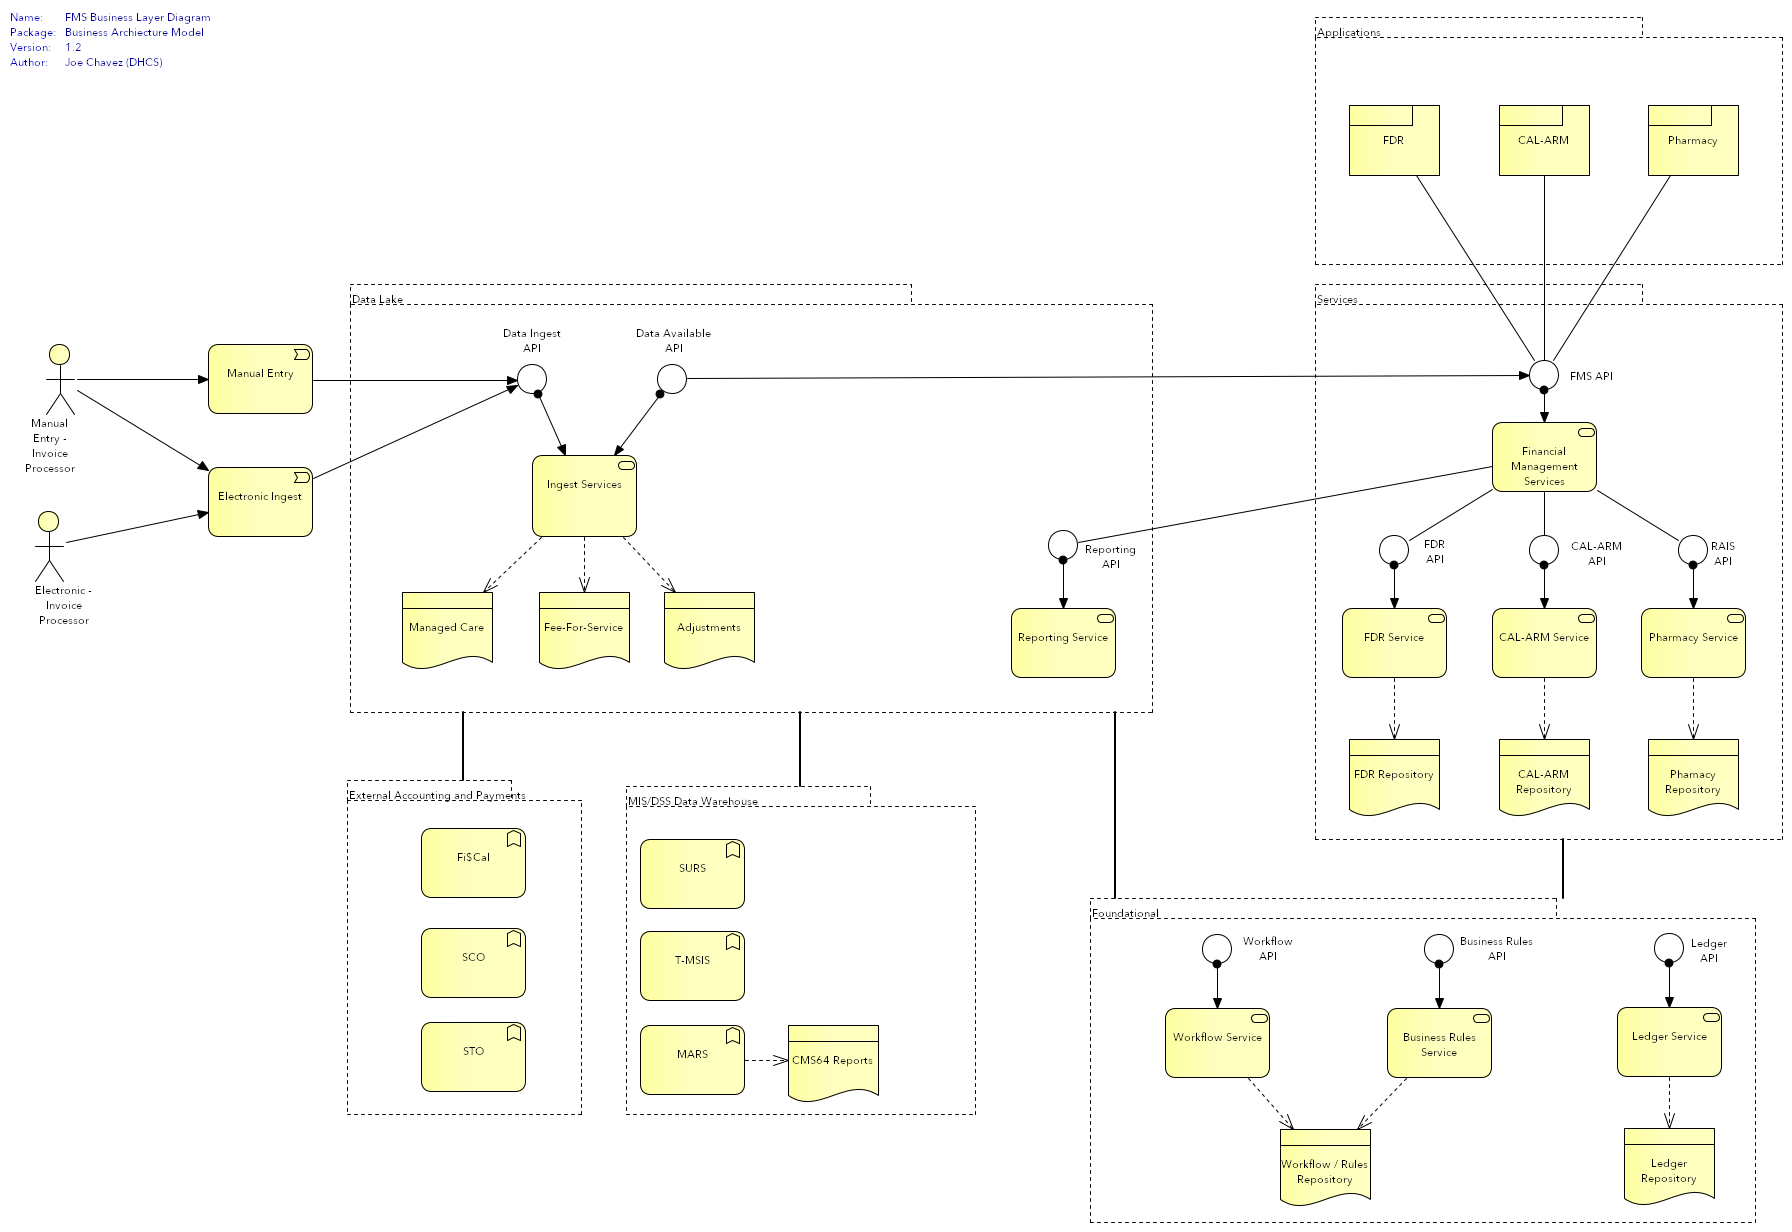 Name: FMS Business Layer Diagram
Package: Business Archiecture Model
Version: 1.2
Author: Joe Chavez (DHCS)
Applications
FDR
CAL-ARM
Pharmacy
Data Lake
Services
Data Ingest
API
Data Available
API
Manual Entry
FMS API
Manual
Entry -
Invoice
Processor
Electronic Ingest
Ingest Services
Financial
Management
Services
Electronic -
Invoice
Processor
Reporting
API
FDR
API
CAL-ARM
API
RAIS
API
Managed Care
Fee-For-Service
Adjustments
Reporting Service
FDR Service
CAL-ARM Service
Pharmacy Service
FDR Repository
CAL-ARM
Repository
Phamacy
Repository
External Accounting and Payments
MIS/DSS Data Warehouse
Fi$Cal
SCO
STO
SURS
T-MSIS
MARS
CMS64 Reports
Foundational
Workflow
API
Business Rules
API
Ledger
API
Workflow Service
Business Rules
Service
Ledger Service
Workflow / Rules
Repository
Ledger
Repository